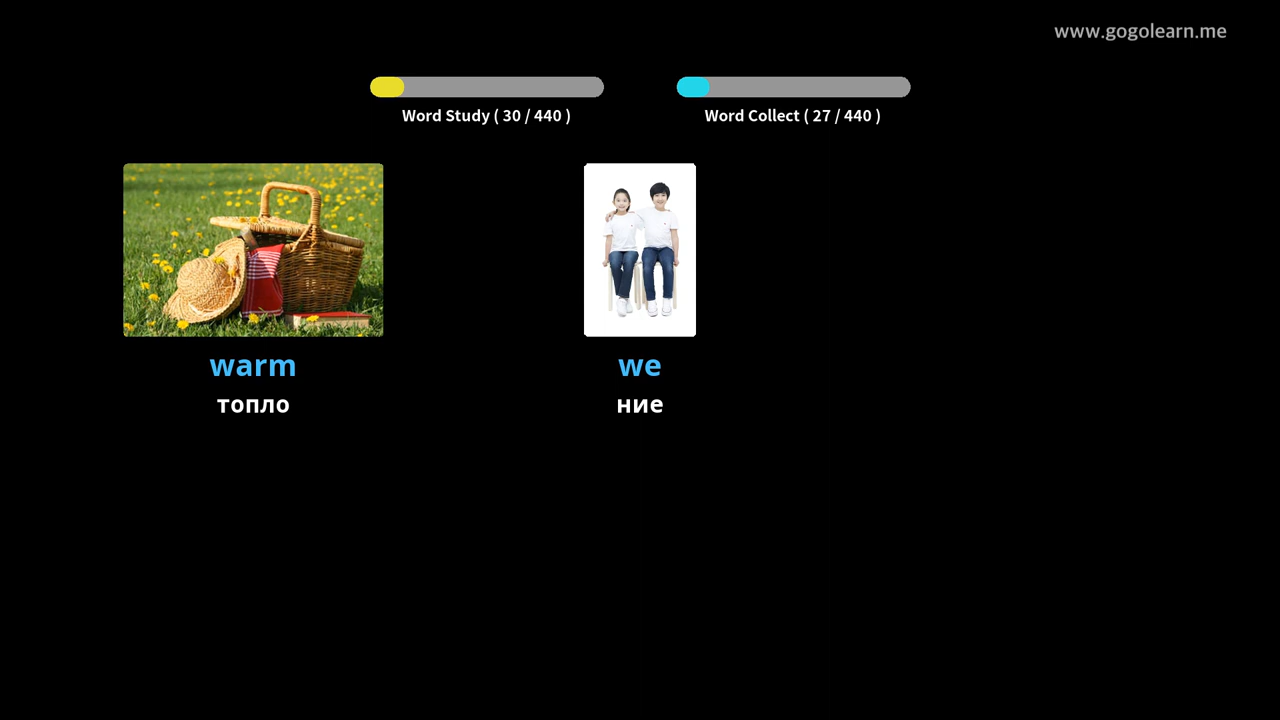 www.gogolearn.me
Word Study ( 30 / 440 )
Word Collect ( 27 / 440 )
warm
топло
we
ние